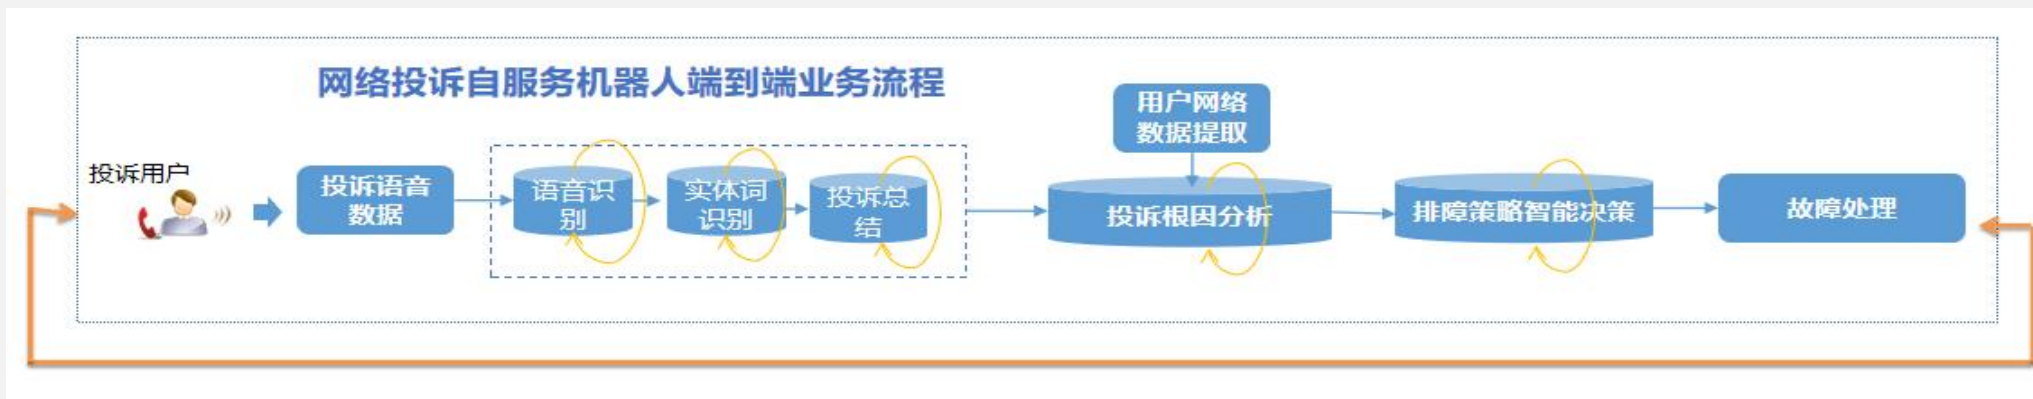 网络投诉自服务机器人端到端业务流程
用户网络
数据提取
投诉用户
投诉语音
数据
语音识
别
实体词
识别
投诉总
结
投诉根因分析
排障策略智能决策
故障处理